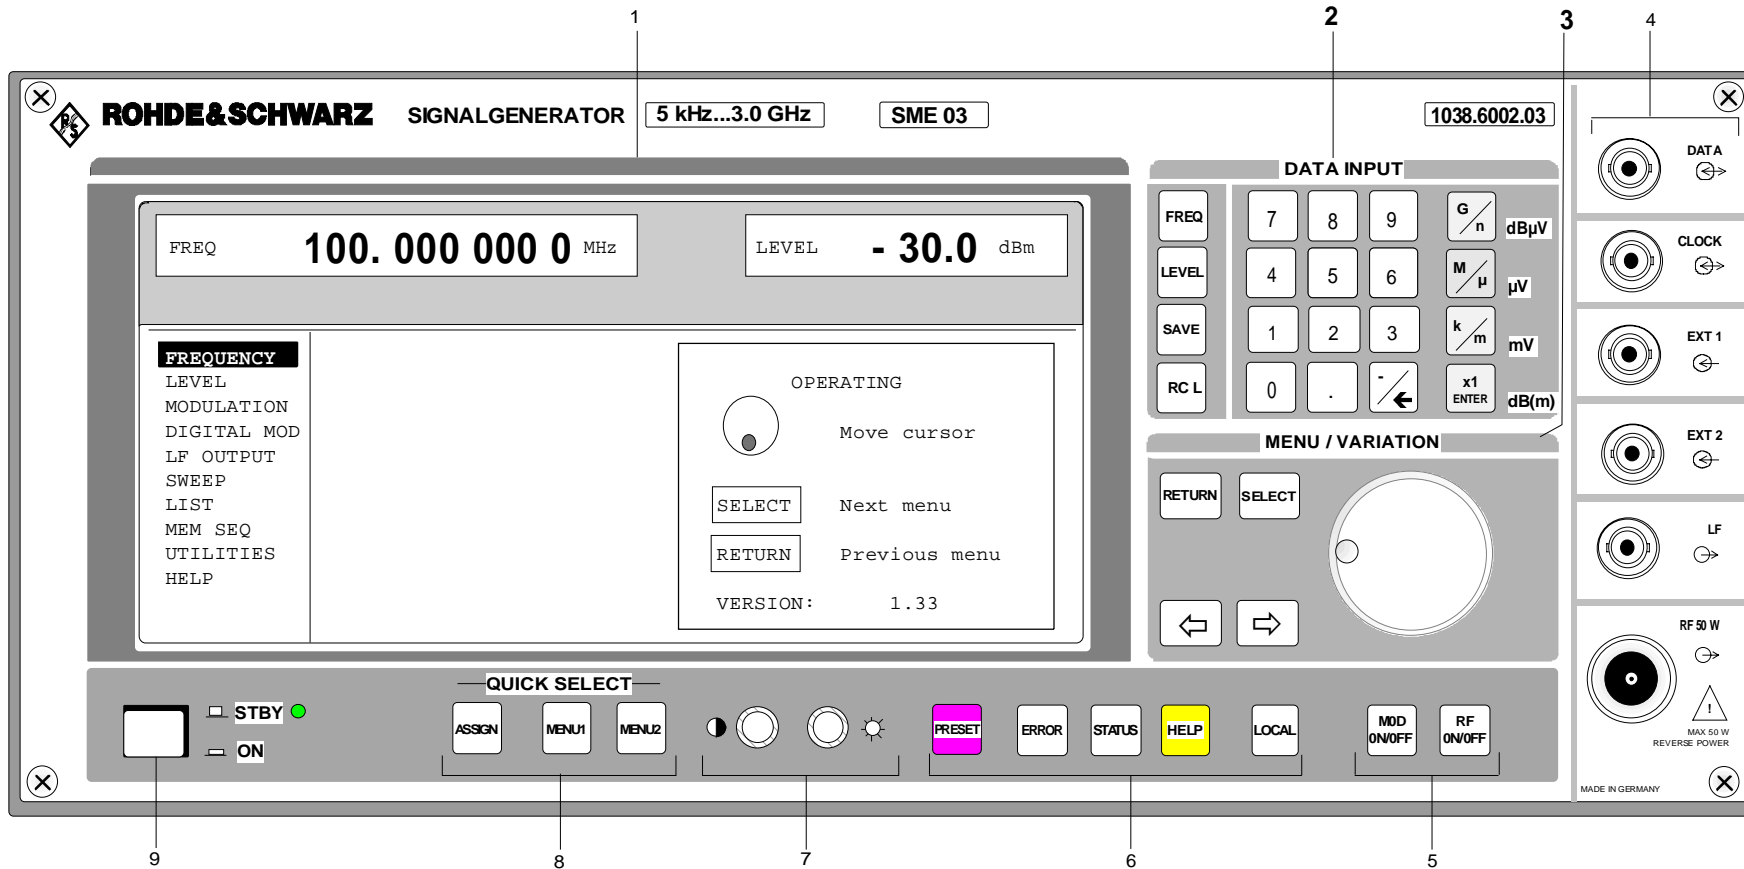 1
2
3
4
ROHDE&SCHWARZ SIGNALGENERATOR 5 kHz...3.0 GHz SME 03 1038.6002.03
R S
FREQ 100. 000 000 0 MHz LEVEL - 30.0 dBm
FREQUENCY
LEVEL
MODULATION
DIGITAL MOD
LF OUTPUT
SWEEP
LIST
MEM SEQ
UTILITIES
HELP
OPERATING
Move cursor
SELECT Next menu
RETURN Previous menu
VERSION: 1.33
DATA INPUT
FREQ 7 8 9 G/n dBµV
LEVEL 4 5 6 M/µ µV
SAVE 1 2 3 k/m mV
RCL 0 . -/← x1 ENTER dB(m)
MENU / VARIATION
RETURN SELECT
⇦ ⇨
DATA
CLOCK
EXT 1
EXT 2
LF
RF 50 W
!
MAX 50 W
REVERSE POWER
MADE IN GERMANY
STBY
ON
QUICK SELECT
ASSIGN MENU1 MENU2
PRESET ERROR STATUS HELP LOCAL
MOD
ON/OFF
RF
ON/OFF
9
8
7
6
5